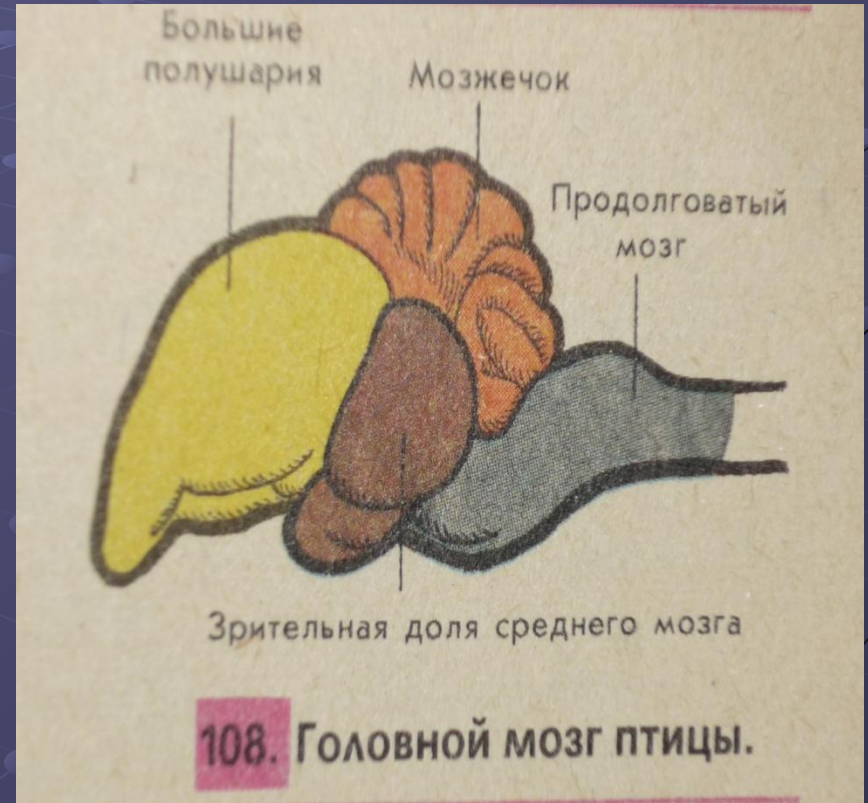 Большие
полушария
Мозжечок
Продолговатый
мозг
Зрительная доля среднего мозга
108. Головной мозг птицы.